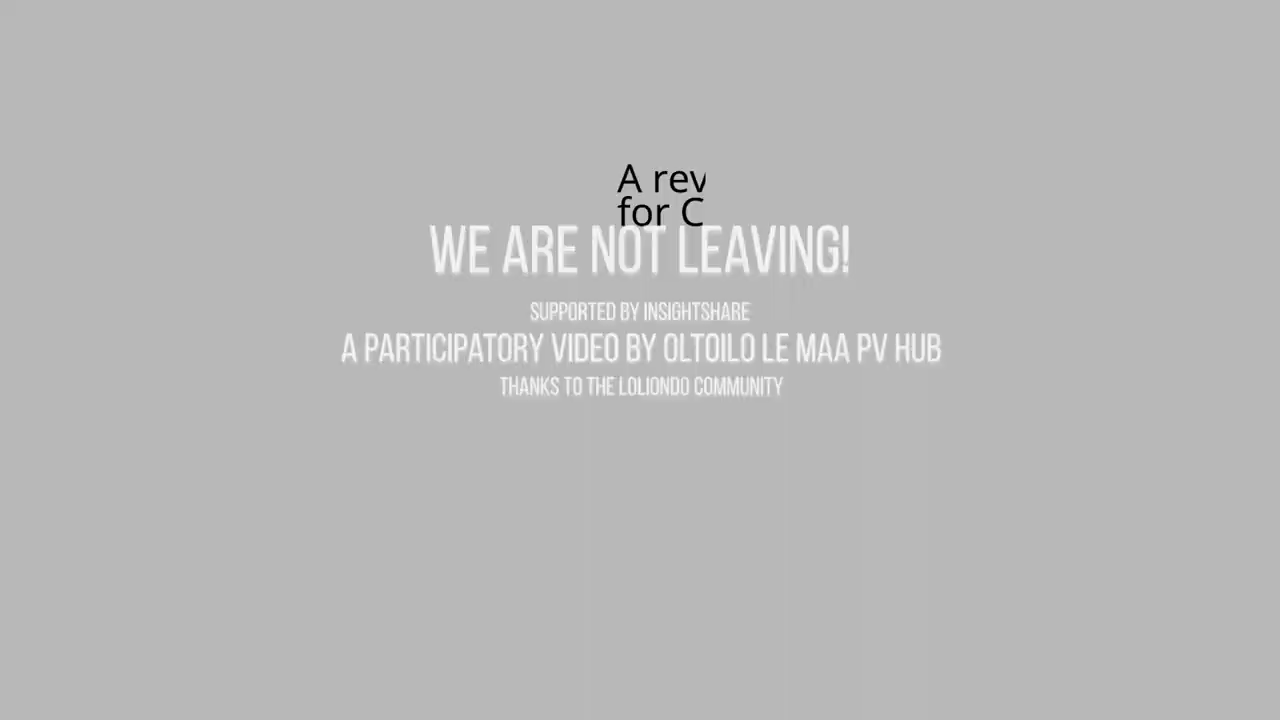 A rev
for C
WE ARE NOT LEAVING!
SUPPORTED BY INSIGHTSHARE
A PARTICIPATORY VIDEO BY OLTOILO LE MAA PV HUB
THANKS TO THE LOLIONDO COMMUNITY